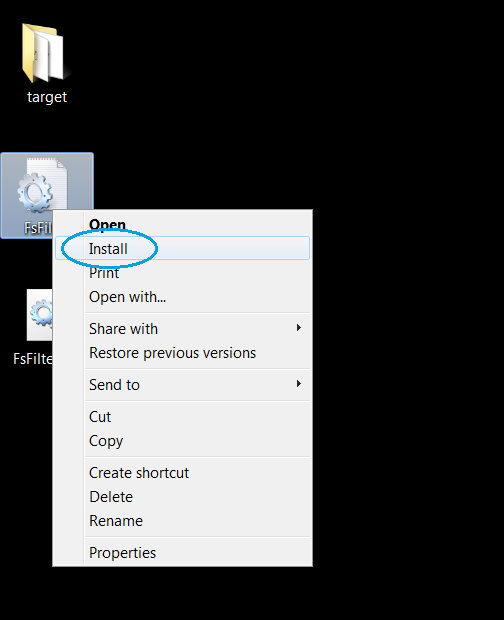 target
FsFil
Open
Install
Print
Open with...
FsFilte
Share with
Restore previous versions
Send to
Cut
Copy
Create shortcut
Delete
Rename
Properties